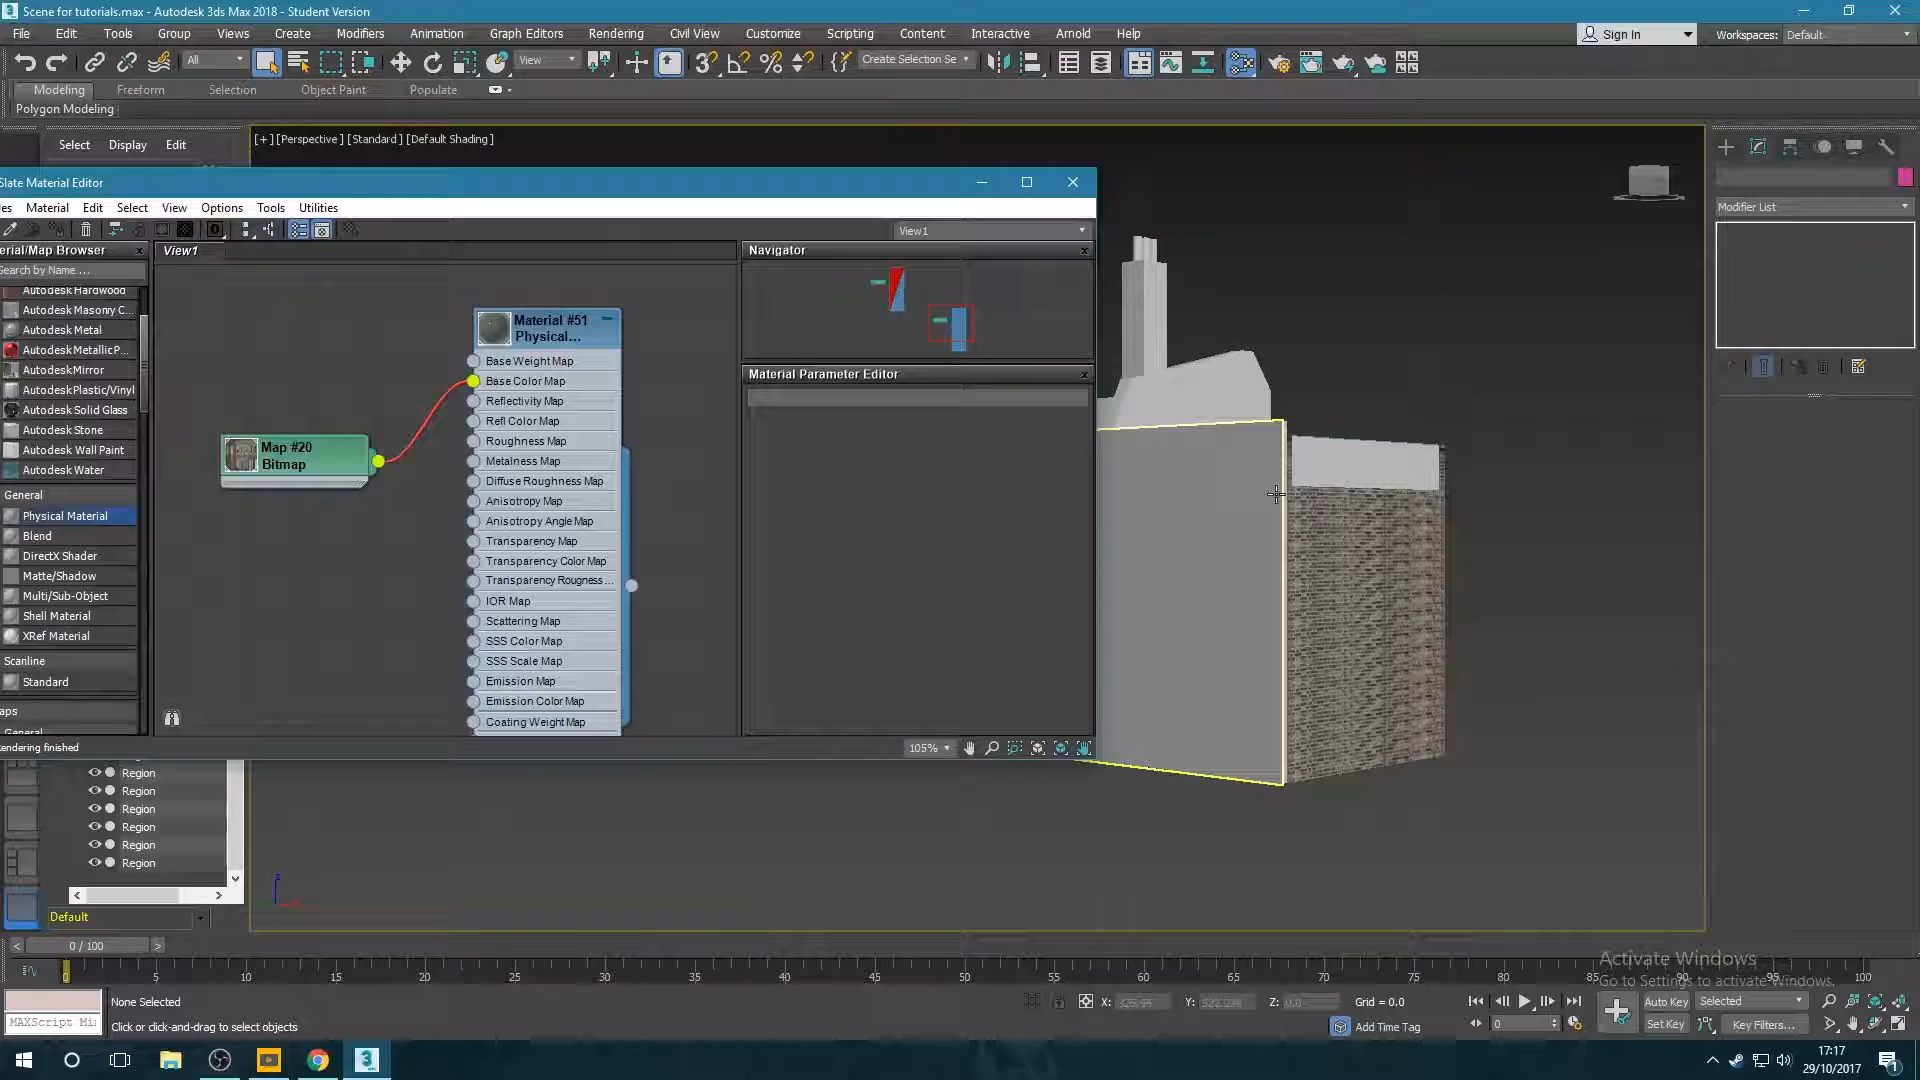 Scene for tutorials.max - Autodesk 3ds Max 2018 - Student Version
File Edit Tools Group Views Create Modifiers Animation Graph Editors Rendering Civil View Customize Scripting Content Interactive Arnold Help
Sign In
Workspaces: Default
All
View
Create Selection Se
Modeling Freeform Selection Object Paint Populate
Polygon Modeling
Select Display Edit
[+] [Perspective] [Standard] [Default Shading]
Modifier List
Slate Material Editor
es Material Edit Select View Options Tools Utilities
View1
erial/Map Browser
Search by Name ...
View1
Navigator
Autodesk Hardwood
Autodesk Masonry C...
Autodesk Metal
Autodesk Metallic P...
Autodesk Mirror
Autodesk Plastic/Vinyl
Autodesk Solid Glass
Autodesk Stone
Autodesk Wall Paint
Autodesk Water
General
Physical Material
Blend
DirectX Shader
Matte/Shadow
Multi/Sub-Object
Shell Material
XRef Material
Scanline
Standard
aps
General
Map #20
Bitmap
Material #51
Physical...
Base Weight Map
Base Color Map
Reflectivity Map
Refl Color Map
Roughness Map
Metalness Map
Diffuse Roughness Map
Anisotropy Map
Anisotropy Angle Map
Transparency Map
Transparency Color Map
Transparency Rougness...
IOR Map
Scattering Map
SSS Color Map
SSS Scale Map
Emission Map
Emission Color Map
Coating Weight Map
Material Parameter Editor
endering finished
105%
Region
Region
Region
Region
Region
Region
Default
0 / 100
0 5 10 15 20 25 30 35 40 45 50 55 60 65 70 75 80 85 90 95 100
Activate Windows
Go to Settings to activate Windows.
None Selected
Click or click-and-drag to select objects
MAXScript Mi
X:
Y:
Z: 0.0
Grid = 0.0
Add Time Tag
0
Auto Key
Selected
Set Key
Key Filters...
17:17
29/10/2017
1